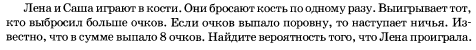 Лена и Саша играют в кости. Они бросают кость по одному разу. Выигрывает тот,
кто выбросил больше очков. Если очков выпало поровну, то наступает ничья. Из-
вестно, что в сумме выпало 8 очков. Найдите вероятность того, что Лена проиграла.